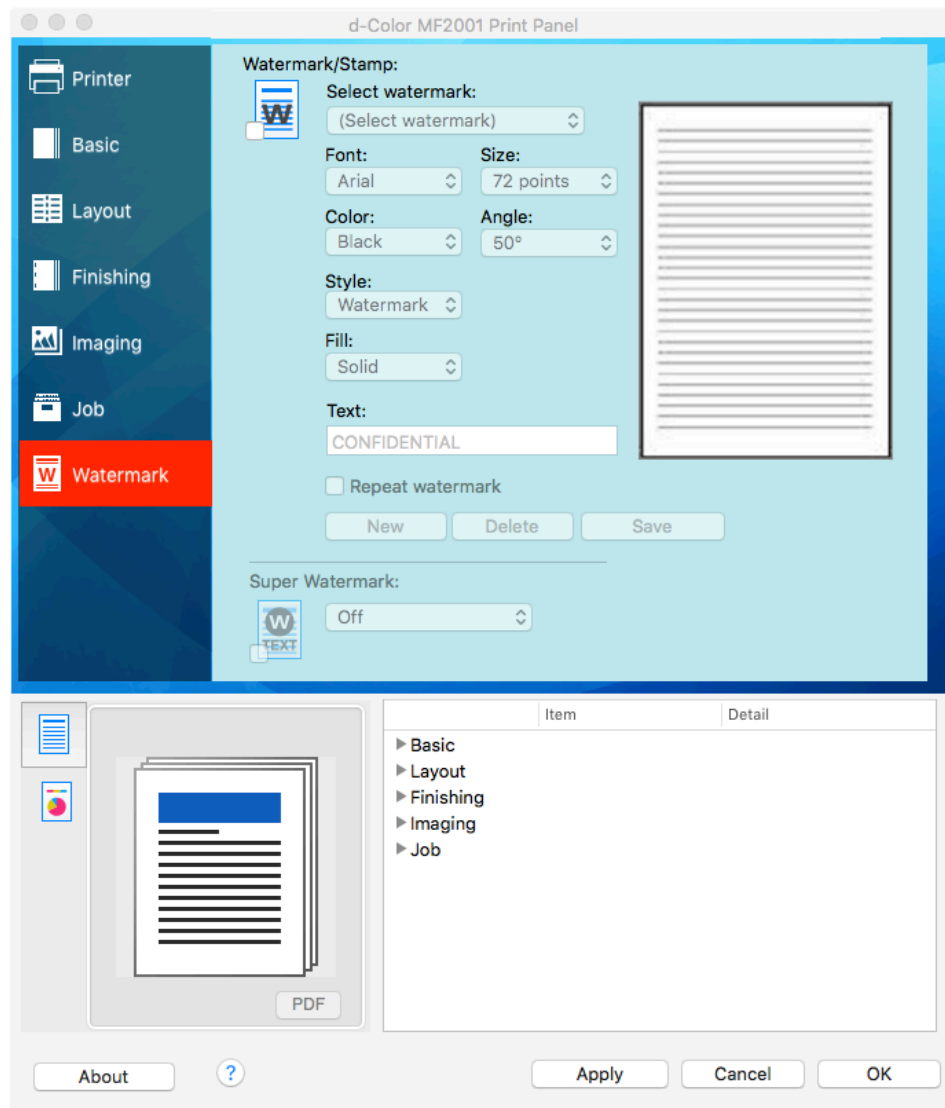 d-Color MF2001 Print Panel
Printer
Basic
Layout
Finishing
Imaging
Job
W Watermark
Watermark/Stamp:
W
Select watermark:
(Select watermark)
Font: Size:
Arial 72 points
Color: Angle:
Black 50°
Style:
Watermark
Fill:
Solid
Text:
CONFIDENTIAL
Repeat watermark
New Delete Save
Super Watermark:
W
TEXT
Off
PDF
Item Detail
Basic
Layout
Finishing
Imaging
Job
About ? Apply Cancel OK